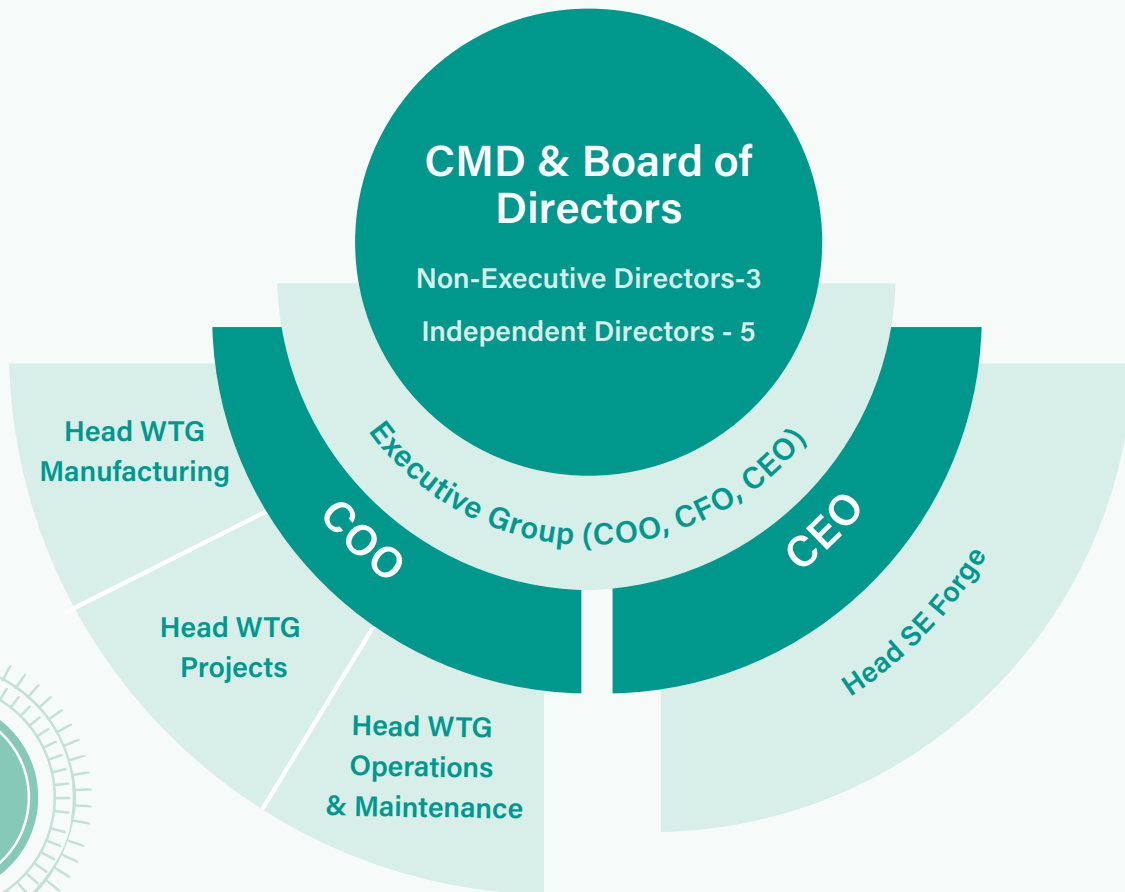 CMD & Board of
Directors
Non-Executive Directors-3
Independent Directors - 5
Executive Group (COO, CFO, CEO)
COO
CEO
Head WTG
Manufacturing
Head WTG
Projects
Head WTG
Operations
& Maintenance
Head SE Forge